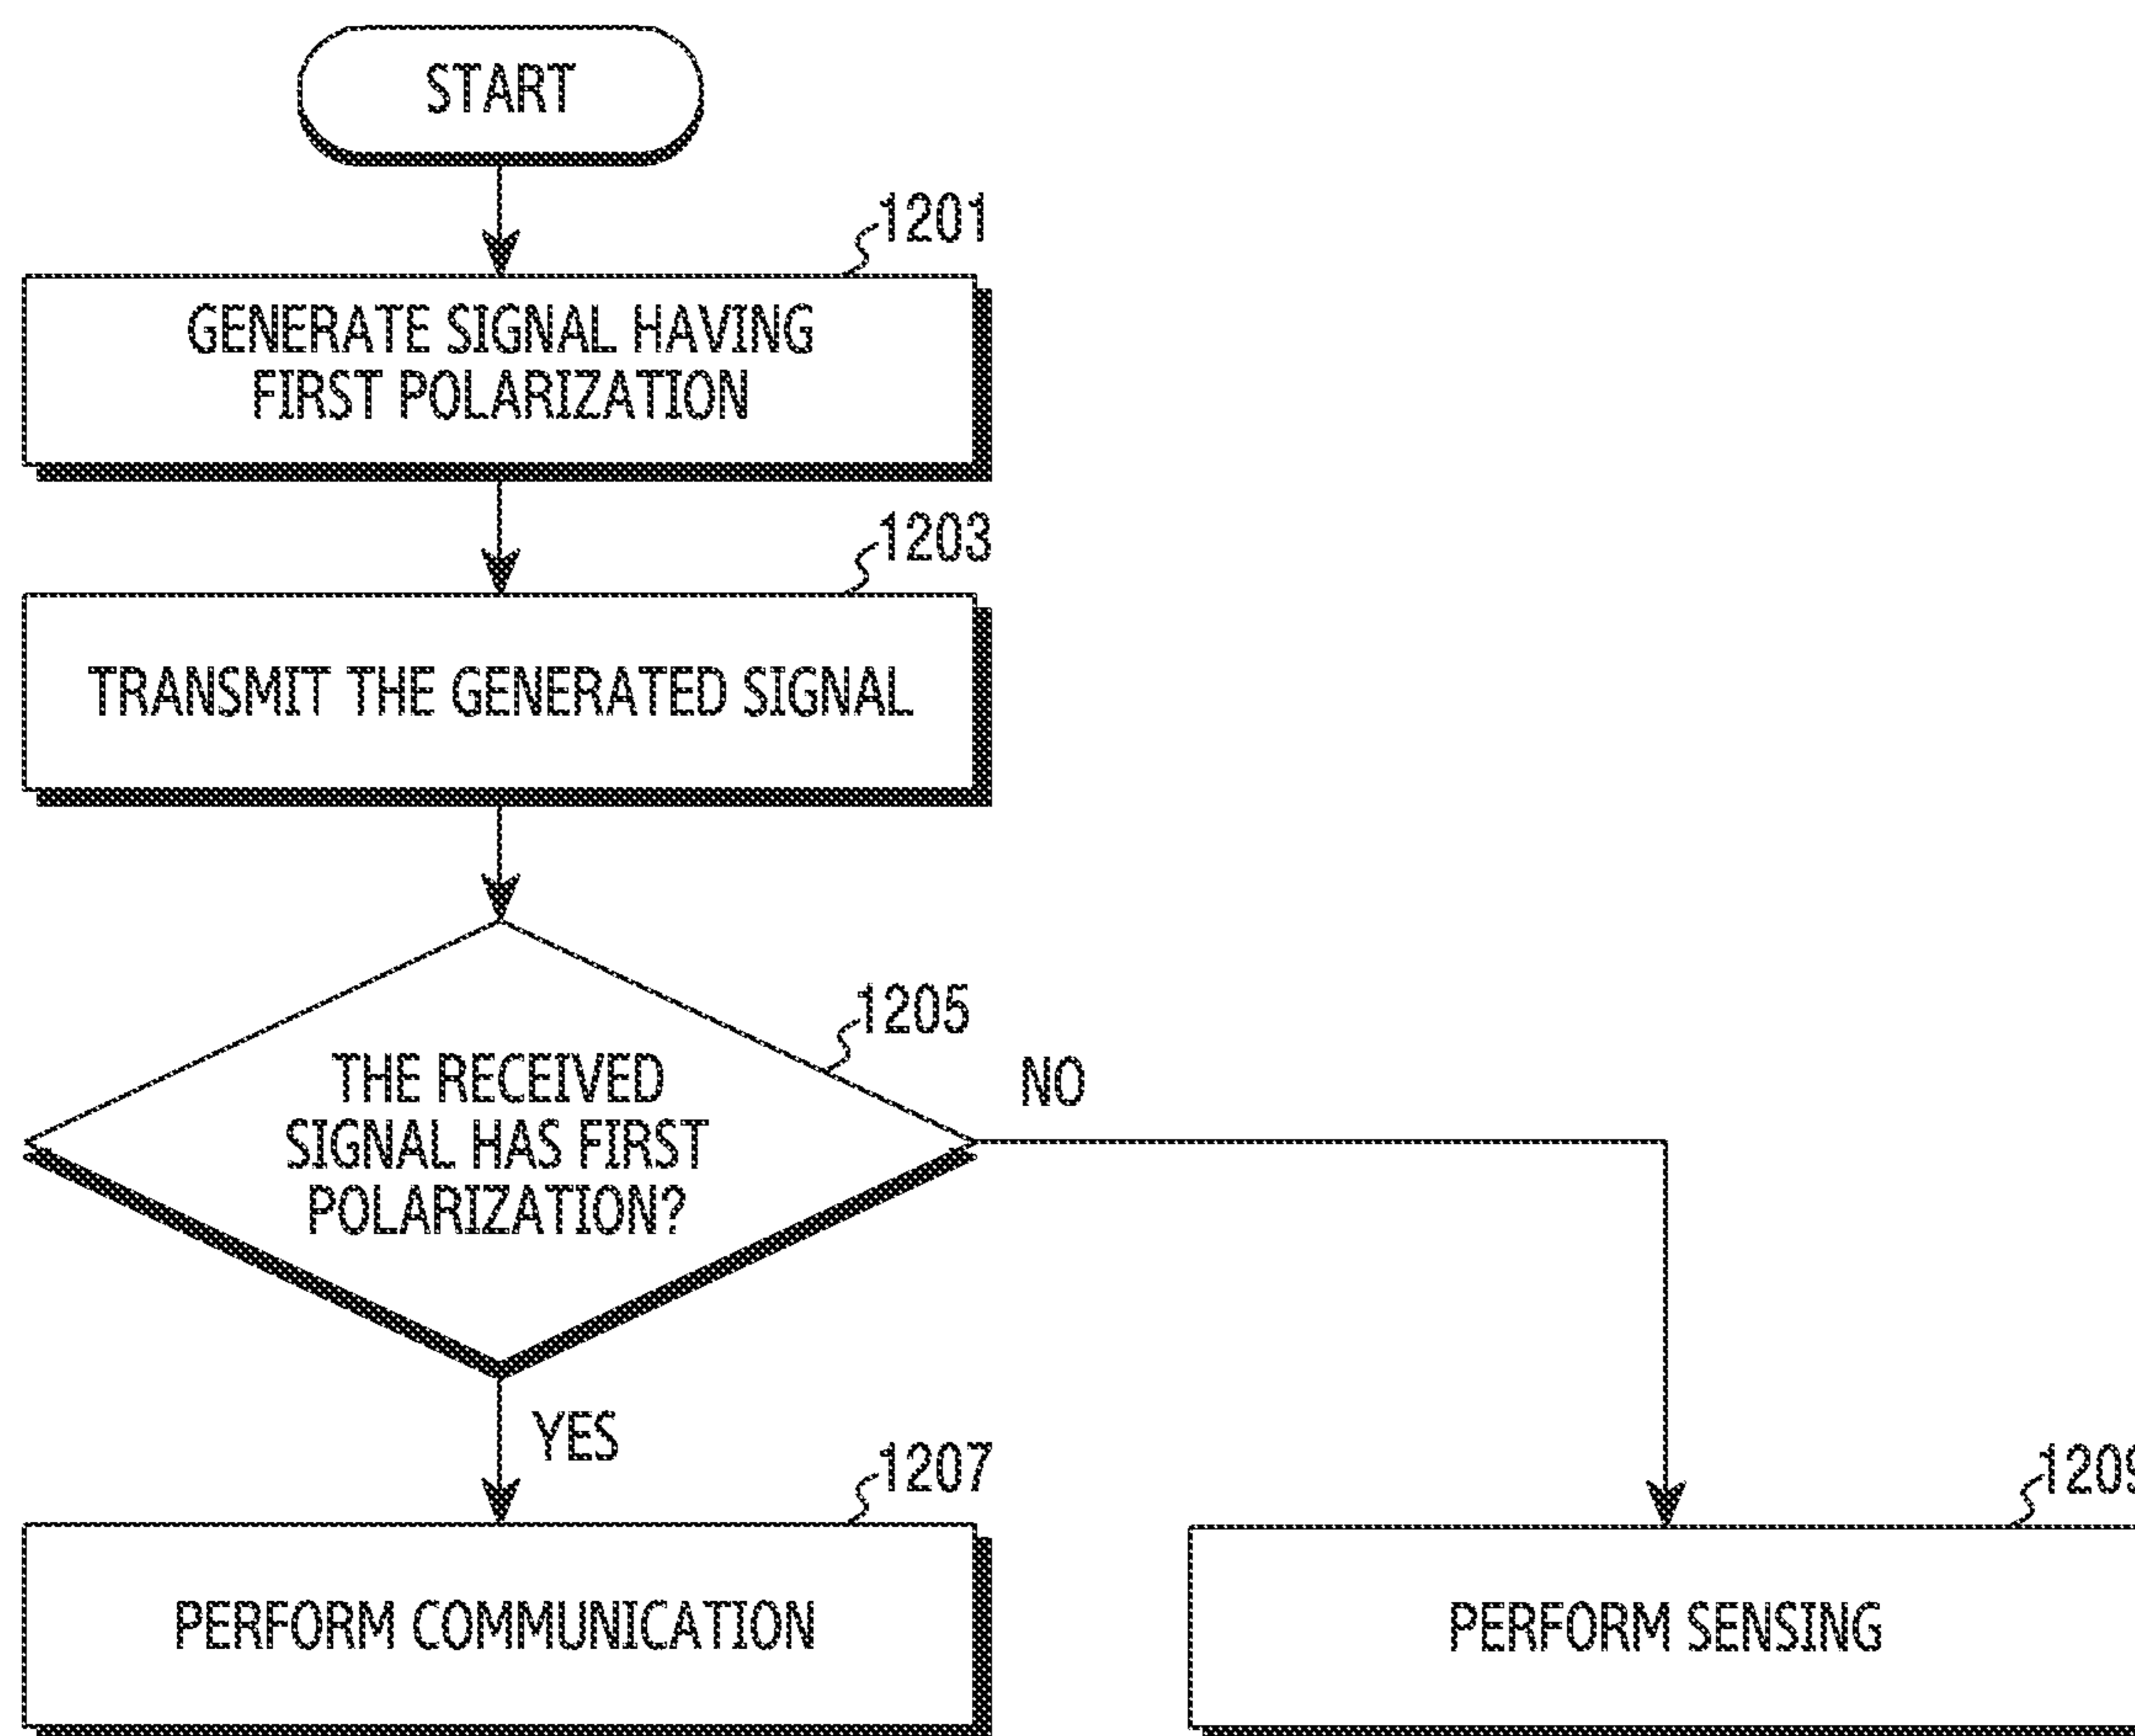 START
1201
GENERATE SIGNAL HAVING
FIRST POLARIZATION
1203
TRANSMIT THE GENERATED SIGNAL
1205
THE RECEIVED
SIGNAL HAS FIRST
POLARIZATION?
NO
YES
1207
PERFORM COMMUNICATION
1209
PERFORM SENSING